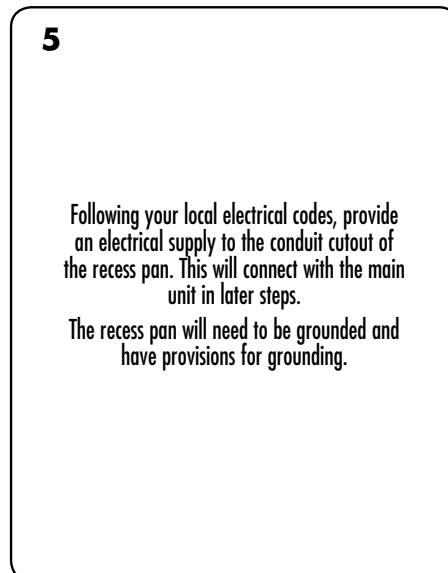 5
Following your local electrical codes, provide
an electrical supply to the conduit cutout of
the recess pan. This will connect with the main
unit in later steps.
The recess pan will need to be grounded and
have provisions for grounding.